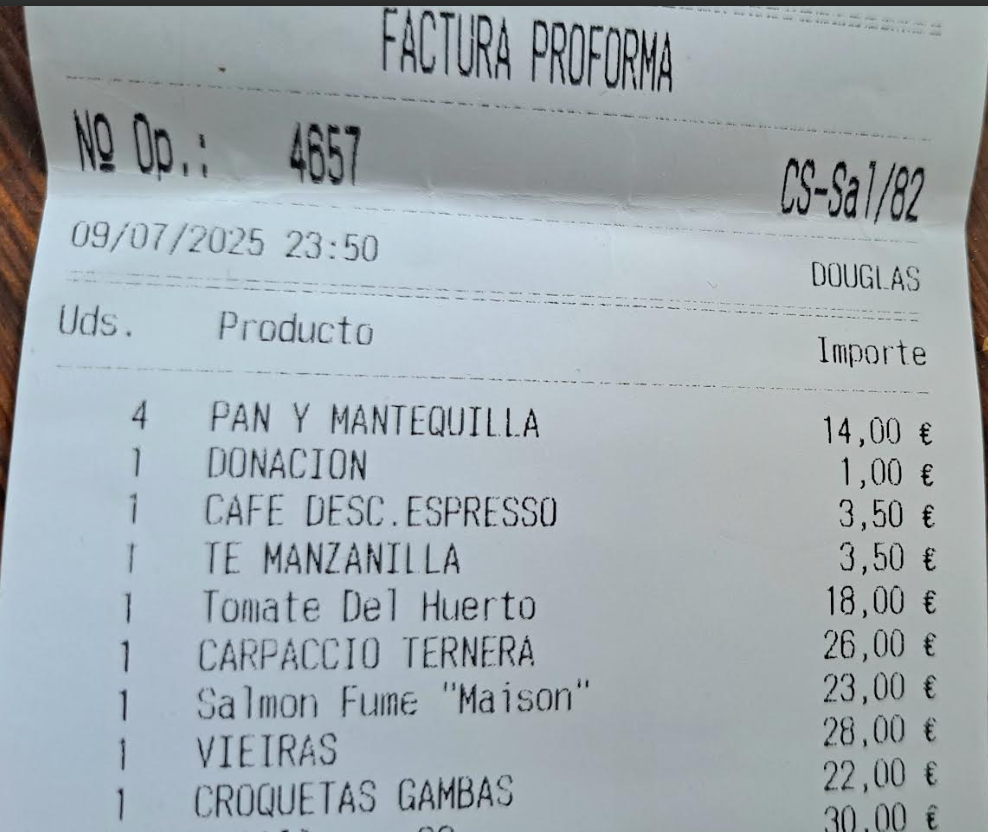 FACTURA PROFORMA
Nº Op.: 4657 CS-Sal/82
09/07/2025 23:50 DOUGLAS
Uds. Producto Importe
4 PAN Y MANTEQUILLA 14,00 €
1 DONACION 1,00 €
1 CAFE DESC.ESPRESSO 3,50 €
1 TE MANZANILLA 3,50 €
1 Tomate Del Huerto 18,00 €
1 CARPACCIO TERNERA 26,00 €
1 Salmon Fume "Maison" 23,00 €
1 VIEIRAS 28,00 €
1 CROQUETAS GAMBAS 22,00 €
30,00 €